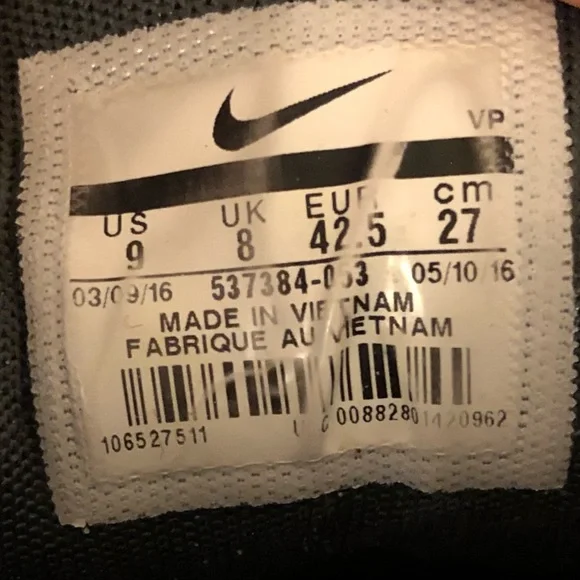 VP
US UK EUR cm
9 8 42.5 27
03/09/16 537384-053 05/10/16
MADE IN VIETNAM
FABRIQUE AU VIETNAM
106527511 00882801420962